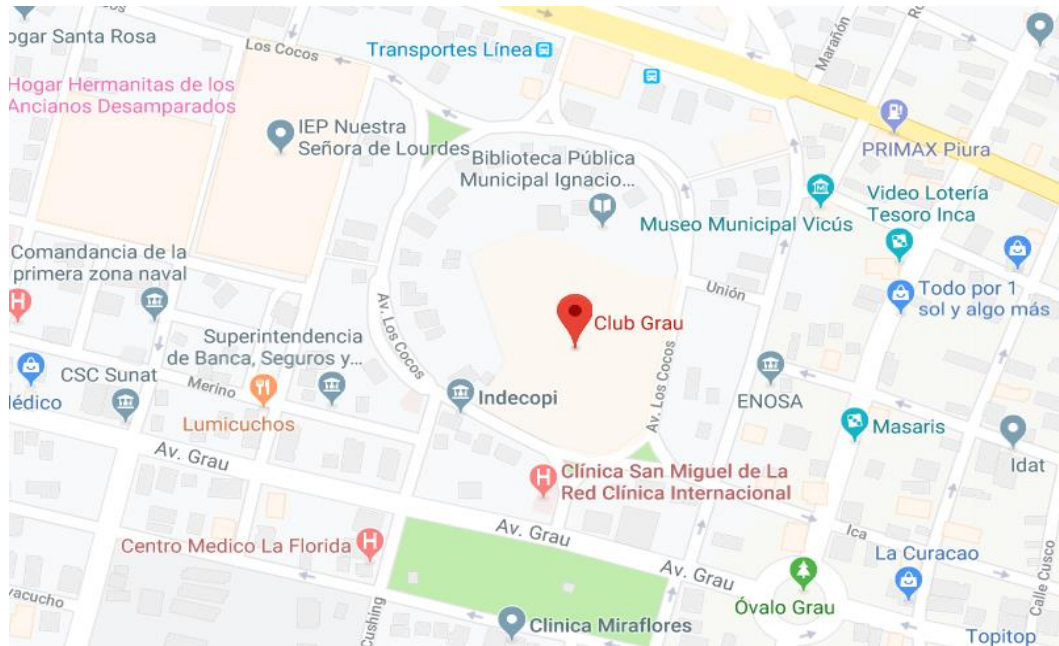 ogar Santa Rosa
Los Cocos
Transportes Línea
Marañón
Ro
Hogar Hermanitas de los
Ancianos Desamparados
IEP Nuestra
Señora de Lourdes
PRIMAX Piura
Biblioteca Pública
Municipal Ignacio...
Museo Municipal Vicús
Video Lotería
Tesoro Inca
Comandancia de la
primera zona naval
Unión
Todo por 1
sol y algo más
Av. Los Cocos
Club Grau
Superintendencia
de Banca, Seguros y...
Av. Los Cocos
CSC Sunat
édico
Merino
Indecopi
ENOSA
Lumicuchos
Masaris
Idat
Av. Grau
Clínica San Miguel de La
Red Clínica Internacional
Av. Grau
Ica
Centro Medico La Florida
La Curacao
Av. Grau
Calle Cusco
Óvalo Grau
yacucho
Cushing
Clinica Miraflores
Topitop